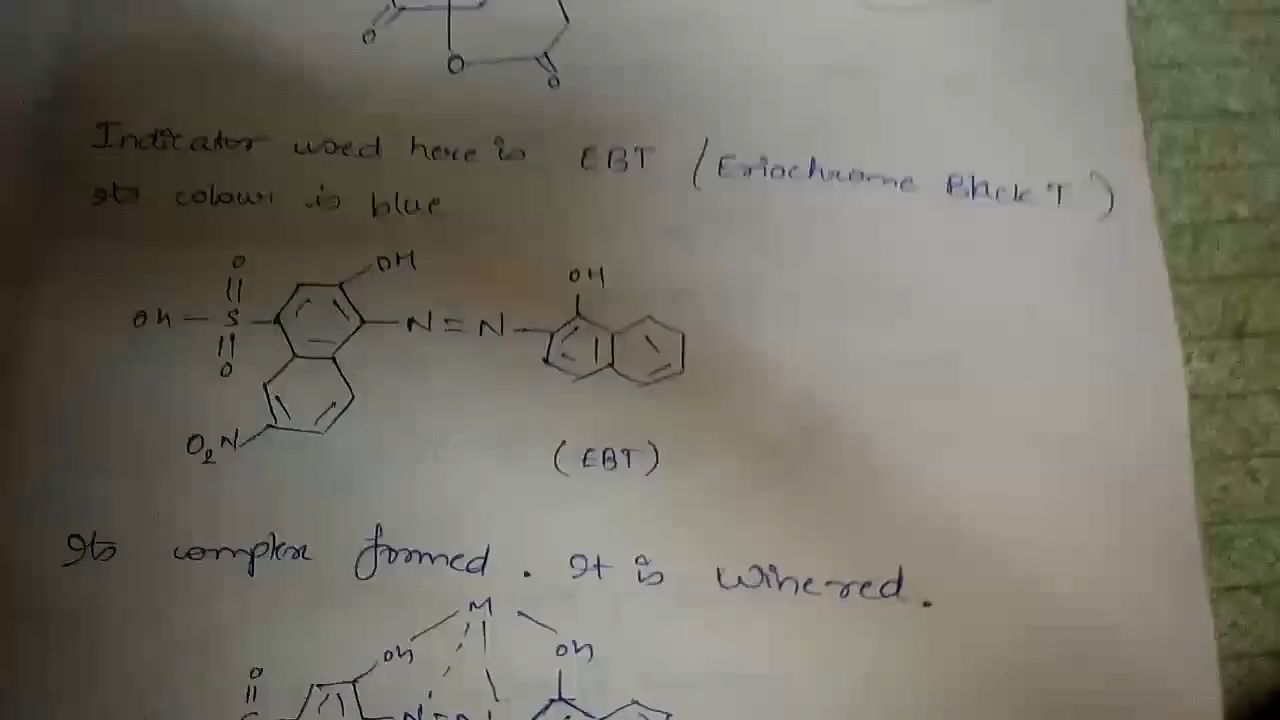 O
O
O
Indicator used here is EBT (Eriochrome Black T)
Its colour is blue
O OH OH
OH - S - N = N -
O
O2N
(EBT)
Its complex formed. It is wine red.
M
OH OH
O
N = N